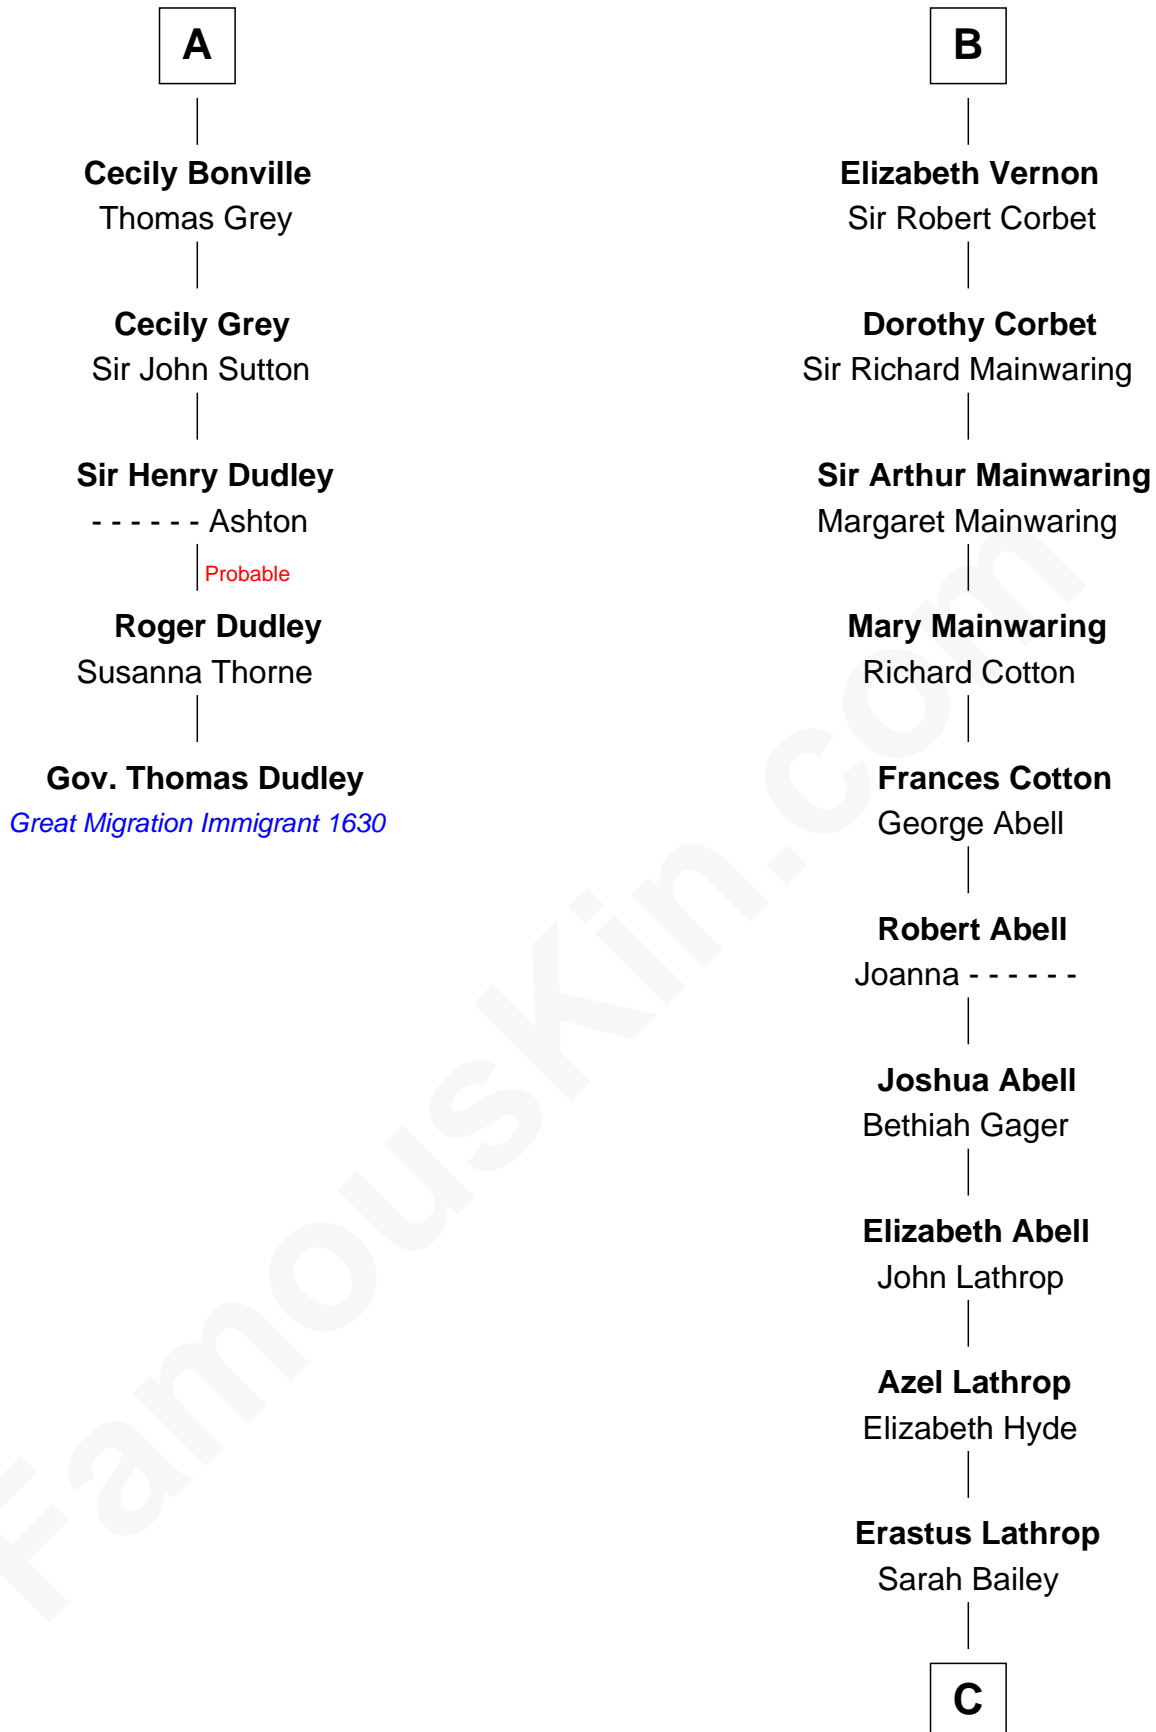 A
Cecily Bonville
Thomas Grey
Cecily Grey
Sir John Sutton
Sir Henry Dudley
- - - - - - Ashton
Probable
Roger Dudley
Susanna Thorne
Gov. Thomas Dudley
Great Migration Immigrant 1630
B
Elizabeth Vernon
Sir Robert Corbet
Dorothy Corbet
Sir Richard Mainwaring
Sir Arthur Mainwaring
Margaret Mainwaring
Mary Mainwaring
Richard Cotton
Frances Cotton
George Abell
Robert Abell
Joanna - - - - - -
Joshua Abell
Bethiah Gager
Elizabeth Abell
John Lathrop
Azel Lathrop
Elizabeth Hyde
Erastus Lathrop
Sarah Bailey
C
FamousKin.com